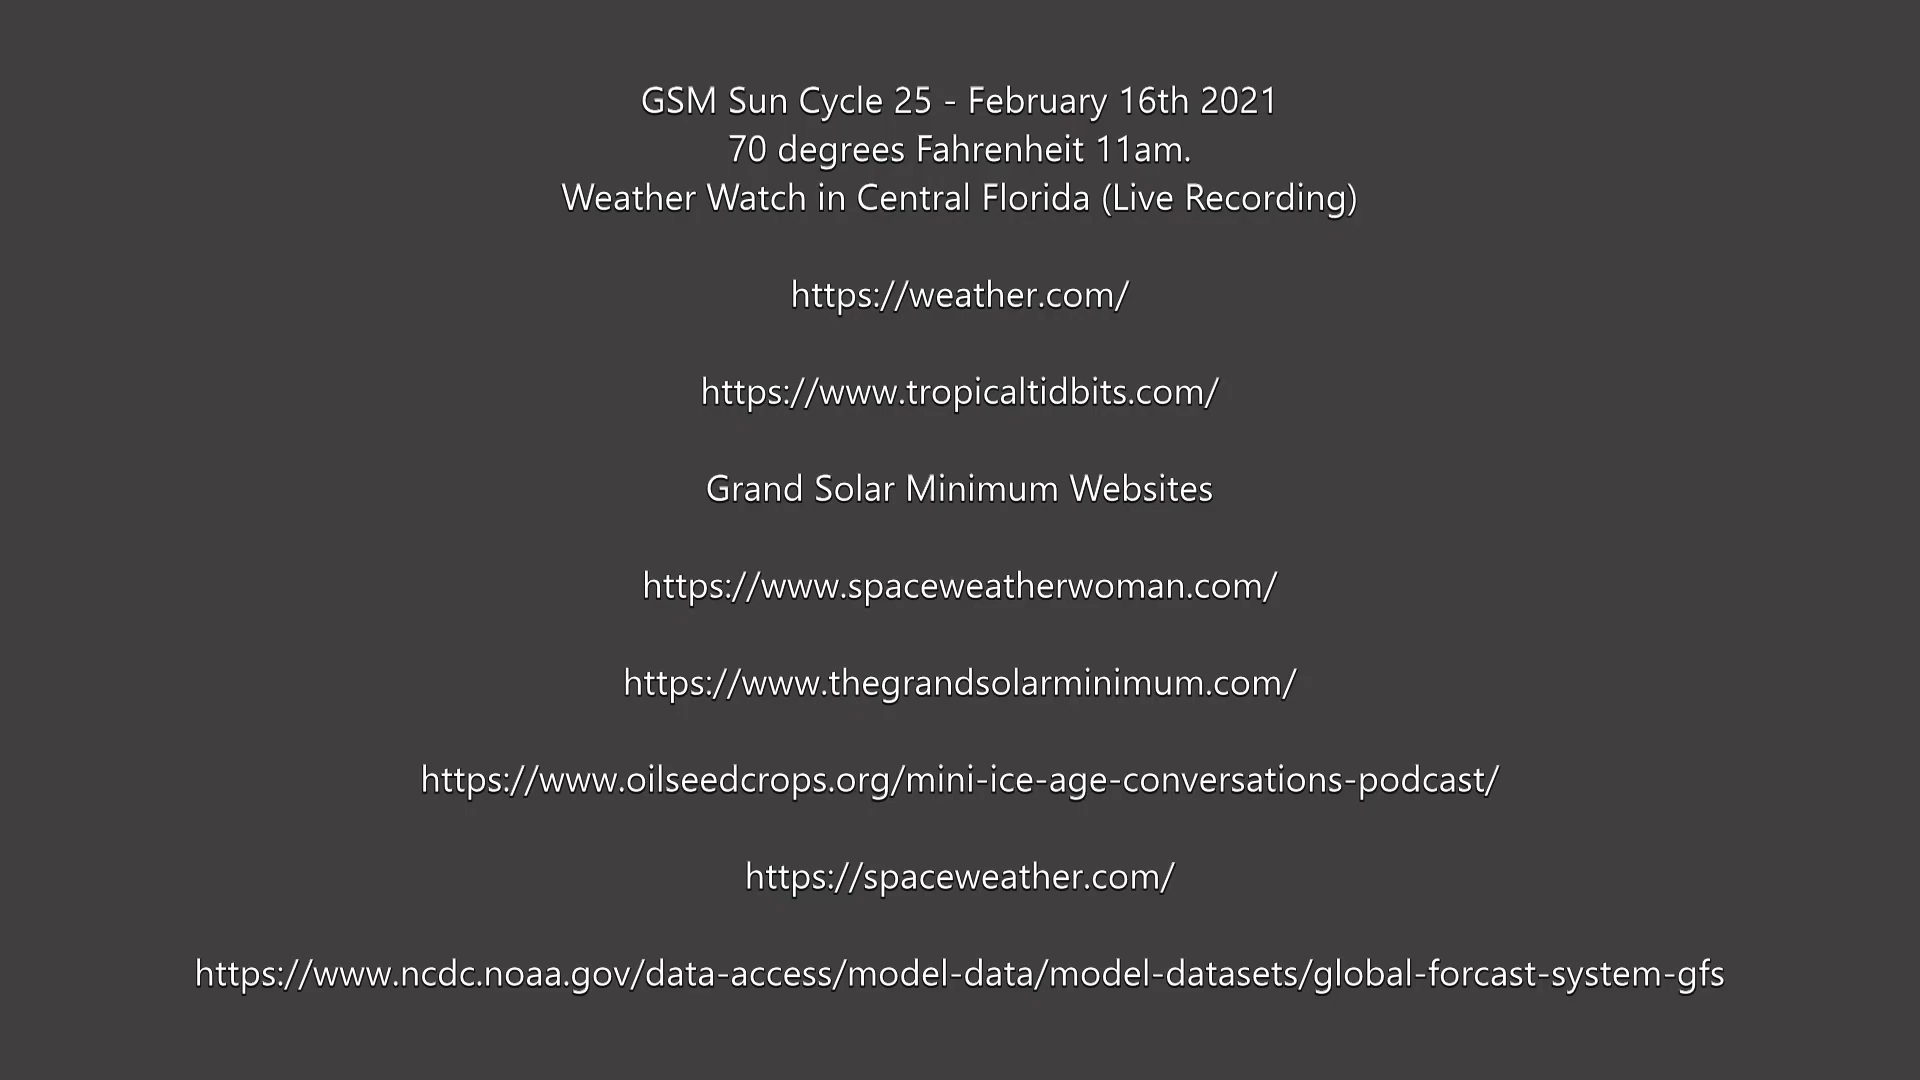 GSM Sun Cycle 25 - February 16th 2021
70 degrees Fahrenheit 11am.
Weather Watch in Central Florida (Live Recording)
https://weather.com/
https://www.tropicaltidbits.com/
Grand Solar Minimum Websites
https://www.spaceweatherwoman.com/
https://www.thegrandsolarminimum.com/
https://www.oilseedcrops.org/mini-ice-age-conversations-podcast/
https://spaceweather.com/
https://www.ncdc.noaa.gov/data-access/model-data/model-datasets/global-forcast-system-gfs